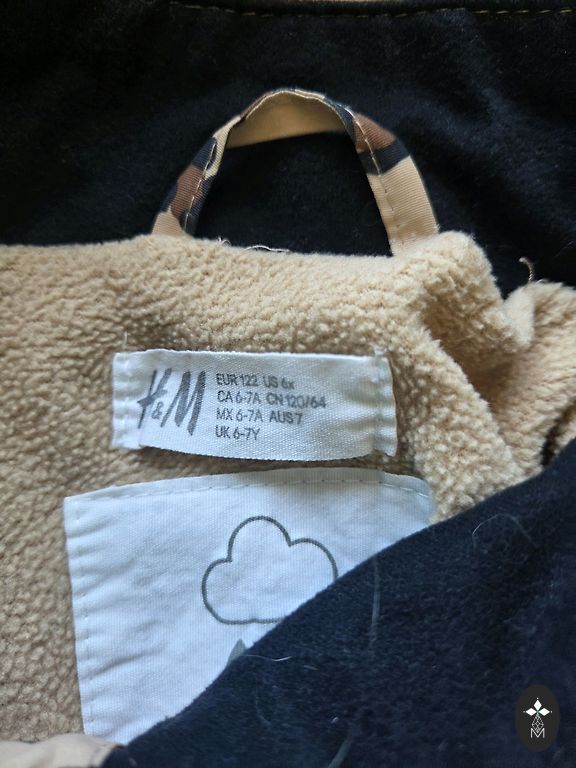 H&M
EUR 122 US 6x
CA 6-7A CN 120/64
MX 6-7A AUS 7
UK 6-7Y
M